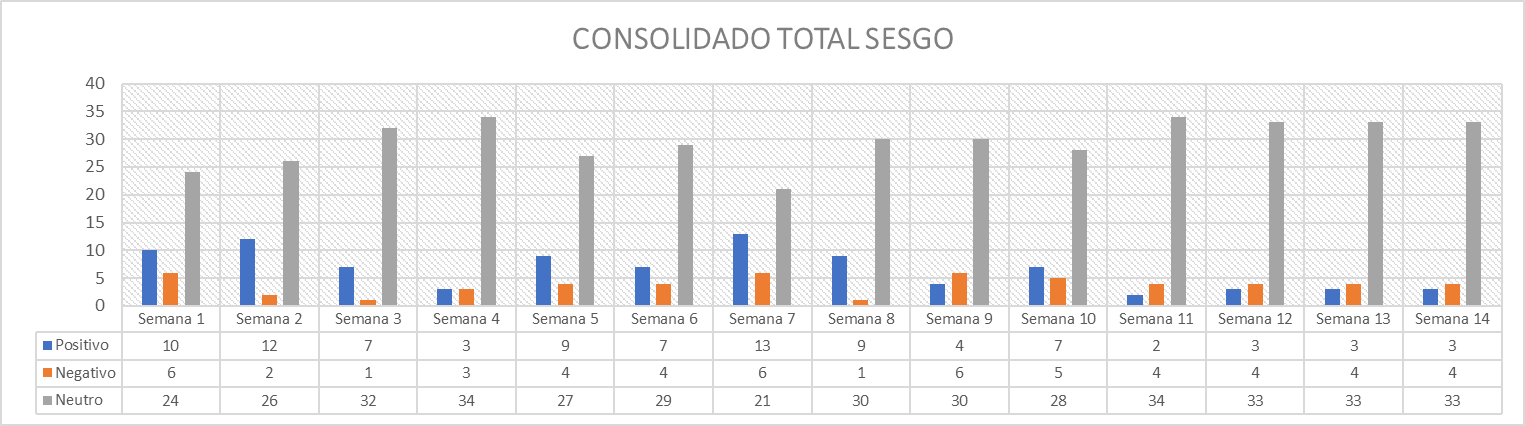 CONSOLIDADO TOTAL SESGO
40
35
30
25
20
15
10
5
0
Semana 1 Semana 2 Semana 3 Semana 4 Semana 5 Semana 6 Semana 7 Semana 8 Semana 9 Semana 10 Semana 11 Semana 12 Semana 13 Semana 14
Positivo 10 12 7 3 9 7 13 9 4 7 2 3 3 3
Negativo 6 2 1 3 4 4 6 1 6 5 4 4 4 4
Neutro 24 26 32 34 27 29 21 30 30 28 34 33 33 33